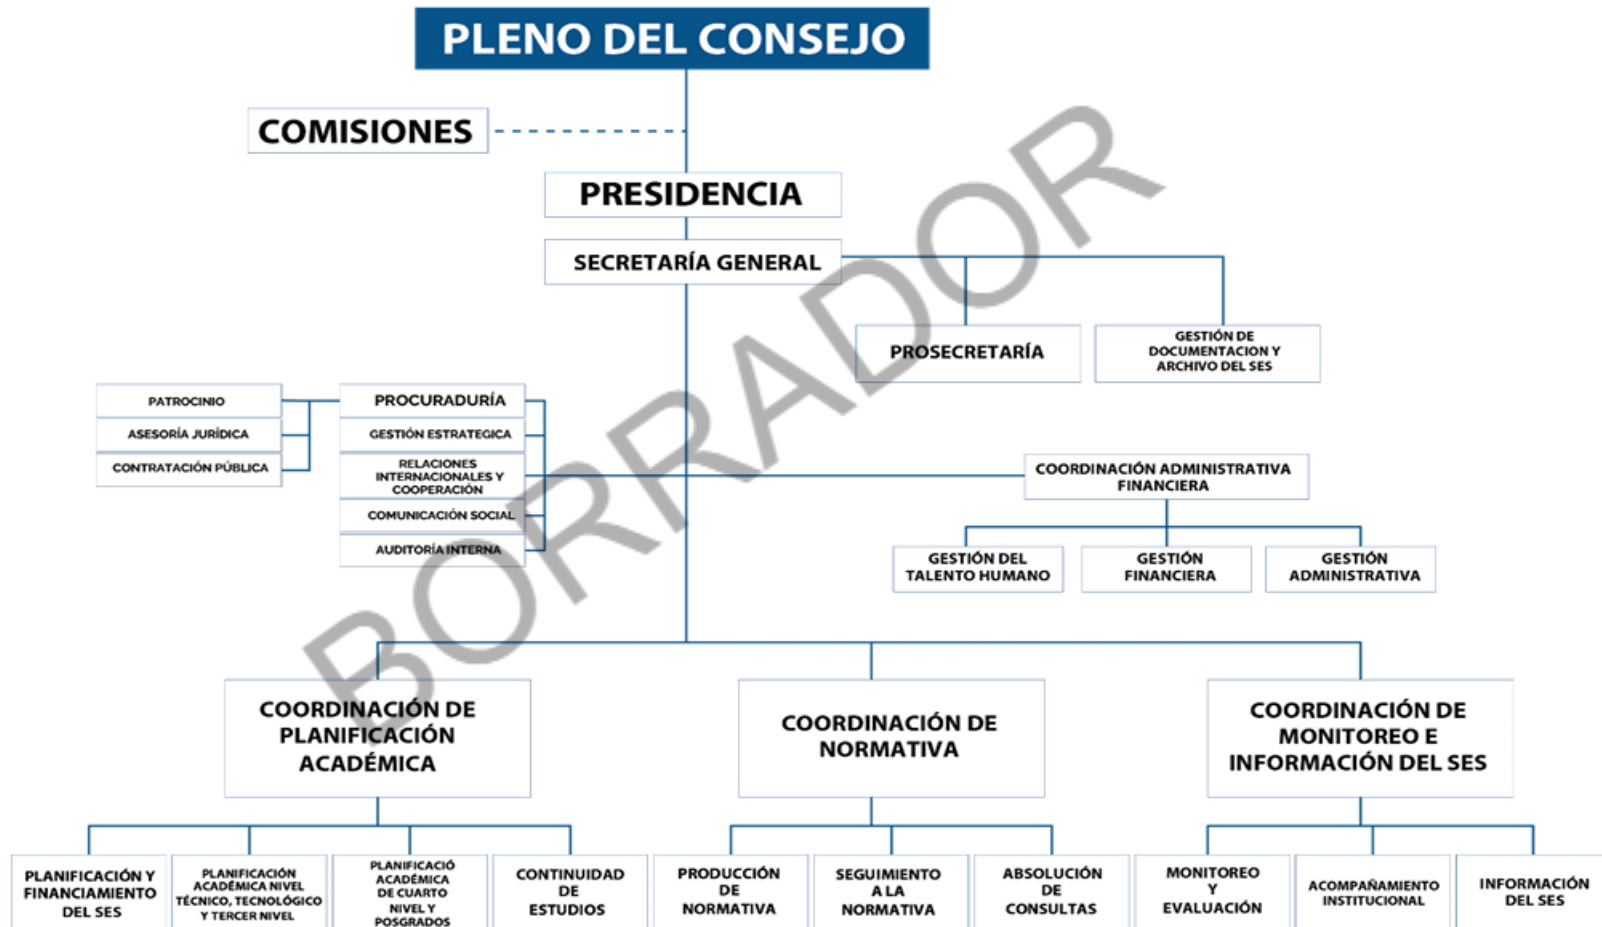 PLENO DEL CONSEJO
COMISIONES
PRESIDENCIA
SECRETARÍA GENERAL
PROSECRETARÍA
GESTIÓN DE
DOCUMENTACION Y
ARCHIVO DEL SES
PATROCINIO
ASESORÍA JURÍDICA
CONTRATACIÓN PÚBLICA
PROCURADURÍA
GESTIÓN ESTRATEGICA
RELACIONES
INTERNACIONALES Y
COOPERACIÓN
COMUNICACIÓN SOCIAL
AUDITORÍA INTERNA
COORDINACIÓN ADMINISTRATIVA
FINANCIERA
GESTIÓN DEL
TALENTO HUMANO
GESTIÓN
FINANCIERA
GESTIÓN
ADMINISTRATIVA
BORRADOR
COORDINACIÓN DE
PLANIFICACIÓN
ACADÉMICA
COORDINACIÓN DE
NORMATIVA
COORDINACIÓN DE
MONITOREO E
INFORMACIÓN DEL SES
PLANIFICACIÓN Y
FINANCIAMIENTO
DEL SES
PLANIFICACIÓN
ACADÉMICA NIVEL
TÉCNICO, TECNOLÓGICO
Y TERCER NIVEL
PLANIFICACIÓ
ACADÉMICA
DE CUARTO
NIVEL Y
POSGRADOS
CONTINUIDAD
DE
ESTUDIOS
PRODUCCIÓN
DE
NORMATIVA
SEGUIMIENTO
A LA
NORMATIVA
ABSOLUCIÓN
DE
CONSULTAS
MONITOREO
Y
EVALUACIÓN
ACOMPAÑAMIENTO
INSTITUCIONAL
INFORMACIÓN
DEL SES